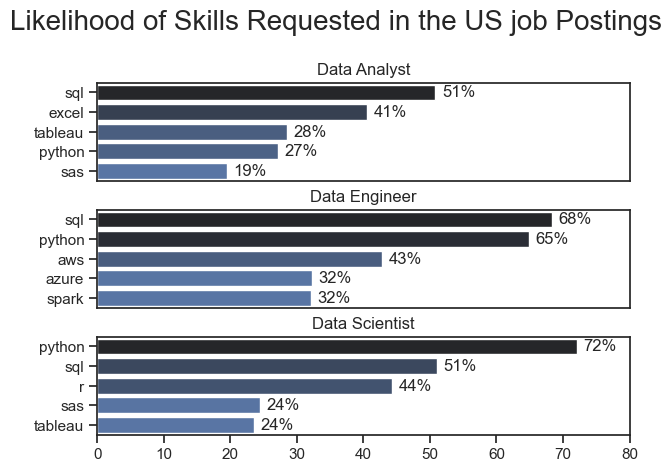 Likelihood of Skills Requested in the US job Postings
Data Analyst
sql 51%
excel 41%
tableau 28%
python 27%
sas 19%
Data Engineer
sql 68%
python 65%
aws 43%
azure 32%
spark 32%
Data Scientist
python 72%
sql 51%
r 44%
sas 24%
tableau 24%
0 10 20 30 40 50 60 70 80